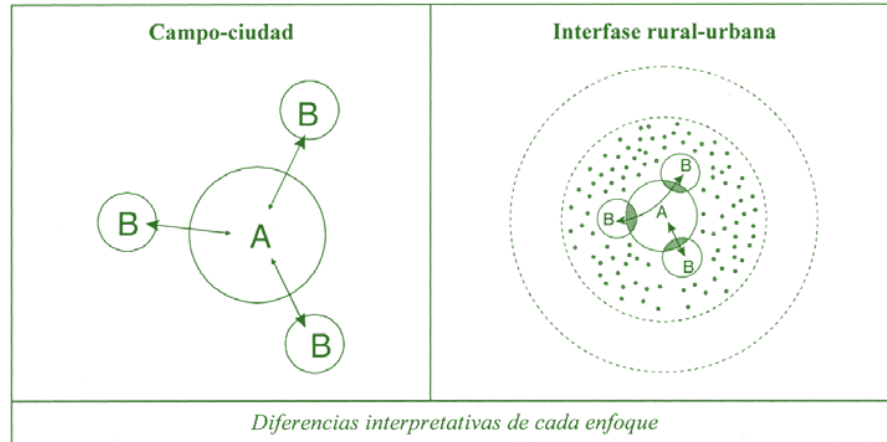 Campo-ciudad
B
B
A
B
Interfase rural-urbana
B
A
B
B
Diferencias interpretativas de cada enfoque